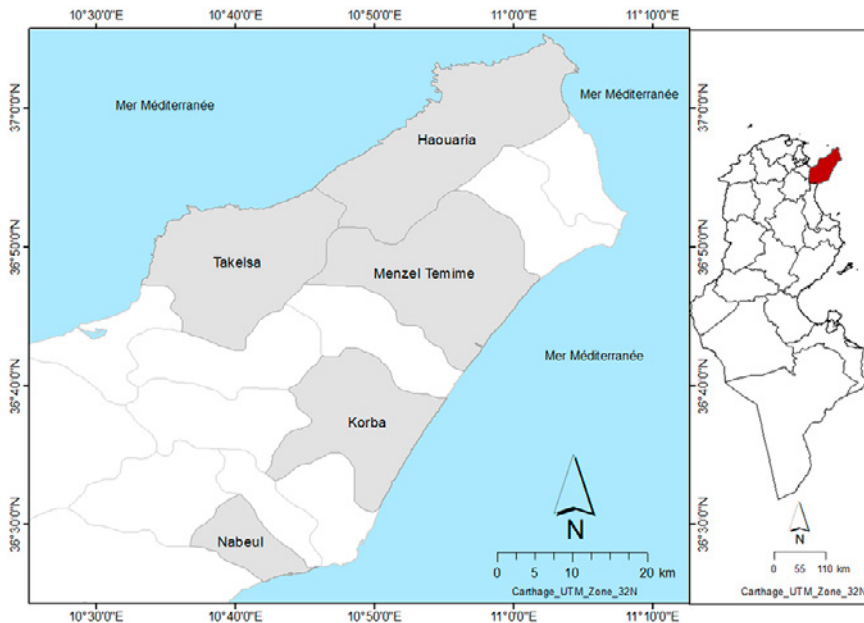 10°30'0"E 10°40'0"E 10°50'0"E 11°0'0"E 11°10'0"E
37°0'0"N
36°50'0"N
36°40'0"N
36°30'0"N
Mer Méditerranée
Mer Méditerranée
Haouaria
Takelsa
Menzel Temime
Mer Méditerranée
Korba
Nabeul
N
0 5 10 20 km
Carthage_UTM_Zone_32N
10°30'0"E 10°40'0"E 10°50'0"E 11°0'0"E 11°10'0"E
37°0'0"N
36°50'0"N
36°40'0"N
36°30'0"N
N
0 55 110 km
Carthage_UTM_Zone_32N